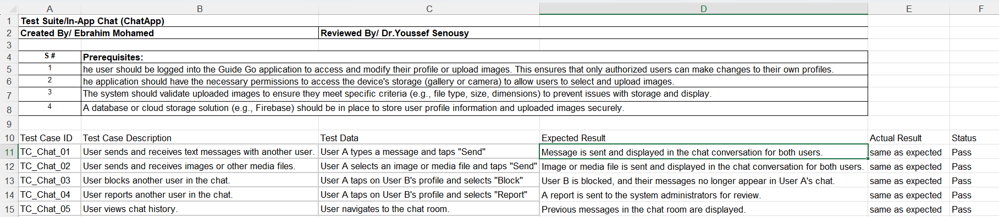 A B C D E F
1 Test Suite/In-App Chat (ChatApp)
2 Created By/ Ebrahim Mohamed Reviewed By/ Dr.Youssef Senousy
3
4 S # Prerequisites:
5 1 he user should be logged into the Guide Go application to access and modify their profile or upload images. This ensures that only authorized users can make changes to their own profiles.
6 2 he application should have the necessary permissions to access the device's storage (gallery or camera) to allow users to select and upload images.
7 3 The system should validate uploaded images to ensure they meet specific criteria (e.g., file type, size, dimensions) to prevent issues with storage and display.
8 4 A database or cloud storage solution (e.g., Firebase) should be in place to store user profile information and uploaded images securely.
9
10 Test Case ID Test Case Description Test Data Expected Result Actual Result Status
11 TC_Chat_01 User sends and receives text messages with another user. User A types a message and taps "Send" Message is sent and displayed in the chat conversation for both users. same as expected Pass
12 TC_Chat_02 User sends and receives images or other media files. User A selects an image or media file and taps "Send" Image or media file is sent and displayed in the chat conversation for both users. same as expected Pass
13 TC_Chat_03 User blocks another user in the chat. User A taps on User B's profile and selects "Block" User B is blocked, and their messages no longer appear in User A's chat. same as expected Pass
14 TC_Chat_04 User reports another user in the chat. User A taps on User B's profile and selects "Report" A report is sent to the system administrators for review. same as expected Pass
15 TC_Chat_05 User views chat history. User navigates to the chat room. Previous messages in the chat room are displayed. same as expected Pass